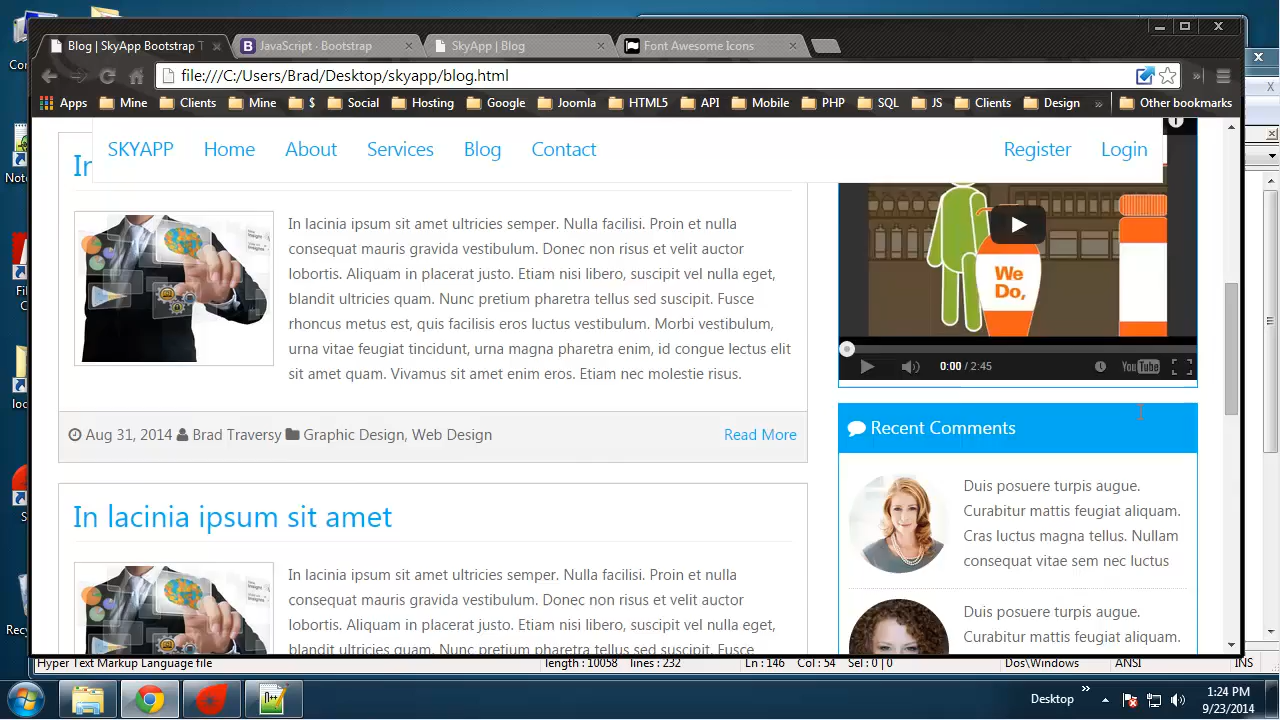 Blog | SkyApp Bootstrap T
JavaScript · Bootstrap
SkyApp | Blog
Font Awesome Icons
file:///C:/Users/Brad/Desktop/skyapp/blog.html
Apps Mine Clients Mine $ Social Hosting Google Joomla HTML5 API Mobile PHP SQL JS Clients Design » Other bookmarks
SKYAPP Home About Services Blog Contact Register Login
In lacinia ipsum sit amet ultricies semper. Nulla facilisi. Proin et nulla
consequat mauris gravida vestibulum. Donec non risus et velit auctor
lobortis. Aliquam in placerat justo. Etiam nisi libero, suscipit vel nulla eget,
blandit ultricies quam. Nunc pretium pharetra tellus sed suscipit. Fusce
rhoncus metus est, quis facilisis eros luctus vestibulum. Morbi vestibulum,
urna vitae feugiat tincidunt, urna magna pharetra enim, id congue lectus elit
sit amet quam. Vivamus sit amet enim eros. Etiam nec molestie risus.
Aug 31, 2014 Brad Traversy Graphic Design, Web Design Read More
In lacinia ipsum sit amet
In lacinia ipsum sit amet ultricies semper. Nulla facilisi. Proin et nulla
consequat mauris gravida vestibulum. Donec non risus et velit auctor
lobortis. Aliquam in placerat justo. Etiam nisi libero, suscipit vel nulla eget,
blandit ultricies quam. Nunc pretium pharetra tellus sed suscipit. Fusce
We
Do,
0:00 / 2:45
YouTube
Recent Comments
Duis posuere turpis augue.
Curabitur mattis feugiat aliquam.
Cras luctus magna tellus. Nullam
consequat vitae sem nec luctus
Duis posuere turpis augue.
Curabitur mattis feugiat aliquam.
Hyper Text Markup Language file length : 10058 lines : 232 Ln : 146 Col : 54 Sel : 0 | 0 Dos\Windows ANSI INS
Desktop »
1:24 PM
9/23/2014